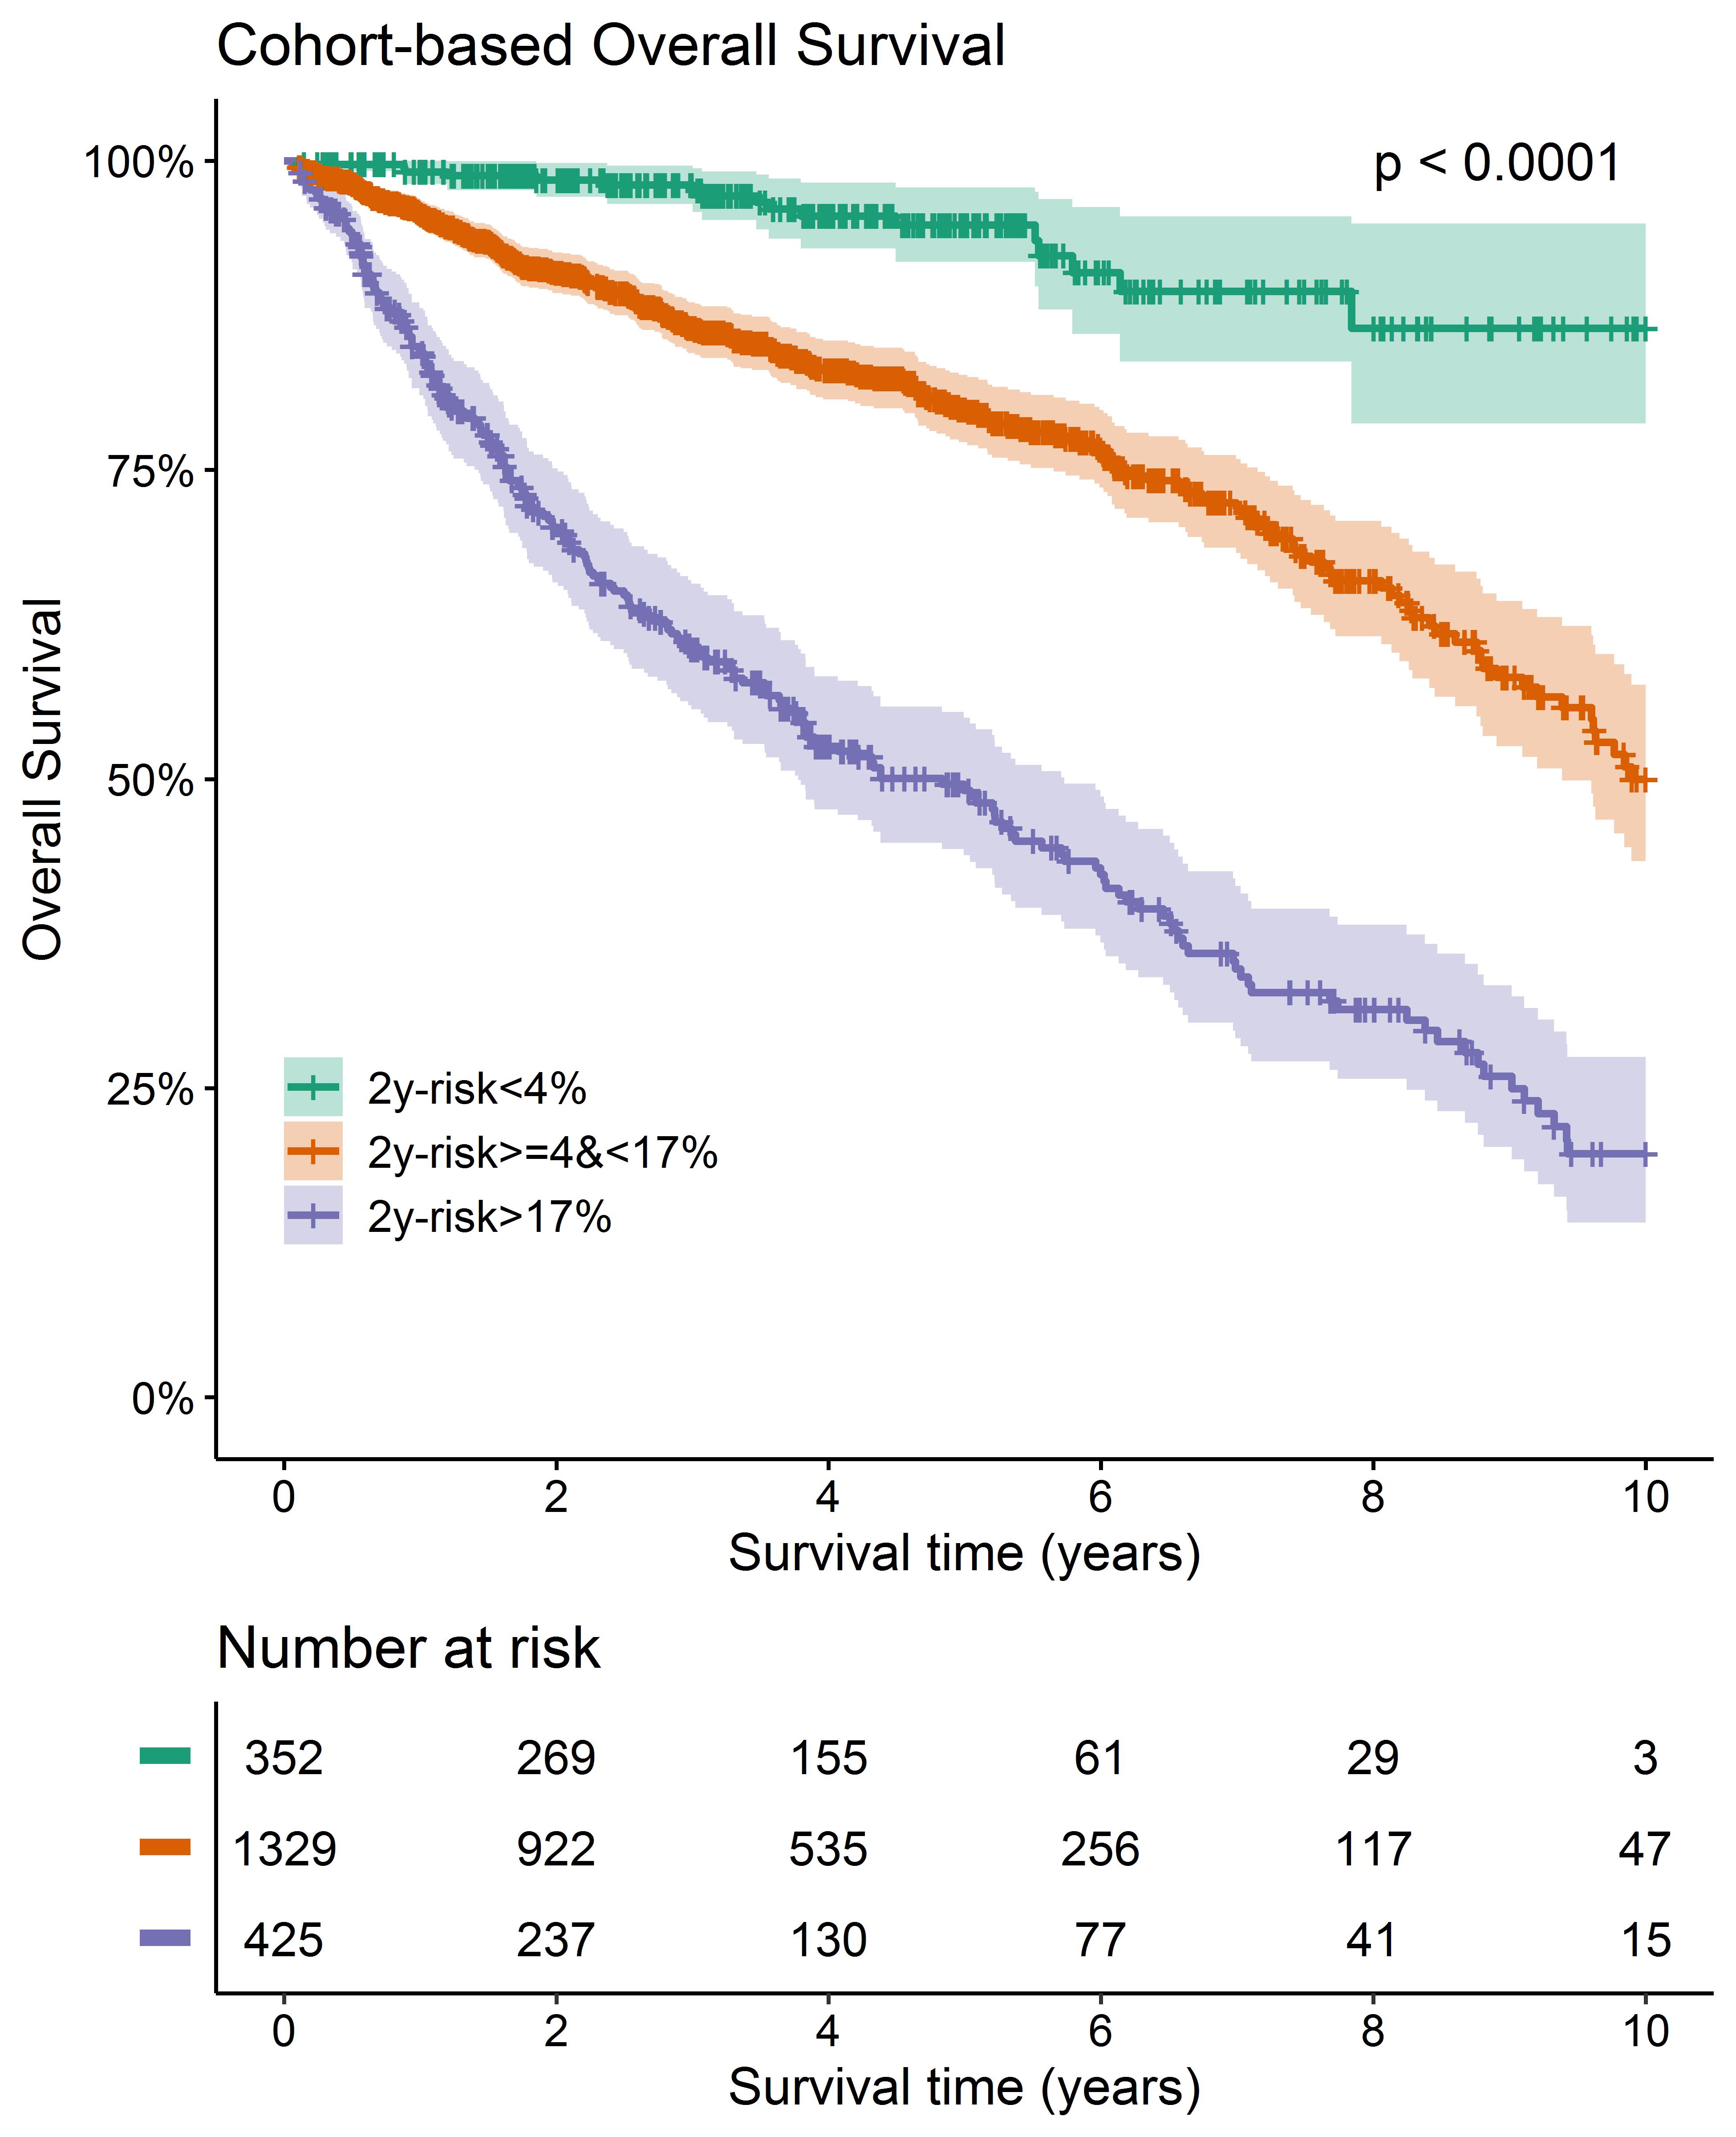 Cohort-based Overall Survival
100%
p < 0.0001
75%
50%
25%
0%
Overall Survival
2y-risk<4%
2y-risk>=4&<17%
2y-risk>17%
0 2 4 6 8 10
Survival time (years)
Number at risk
352 269 155 61 29 3
1329 922 535 256 117 47
425 237 130 77 41 15
0 2 4 6 8 10
Survival time (years)